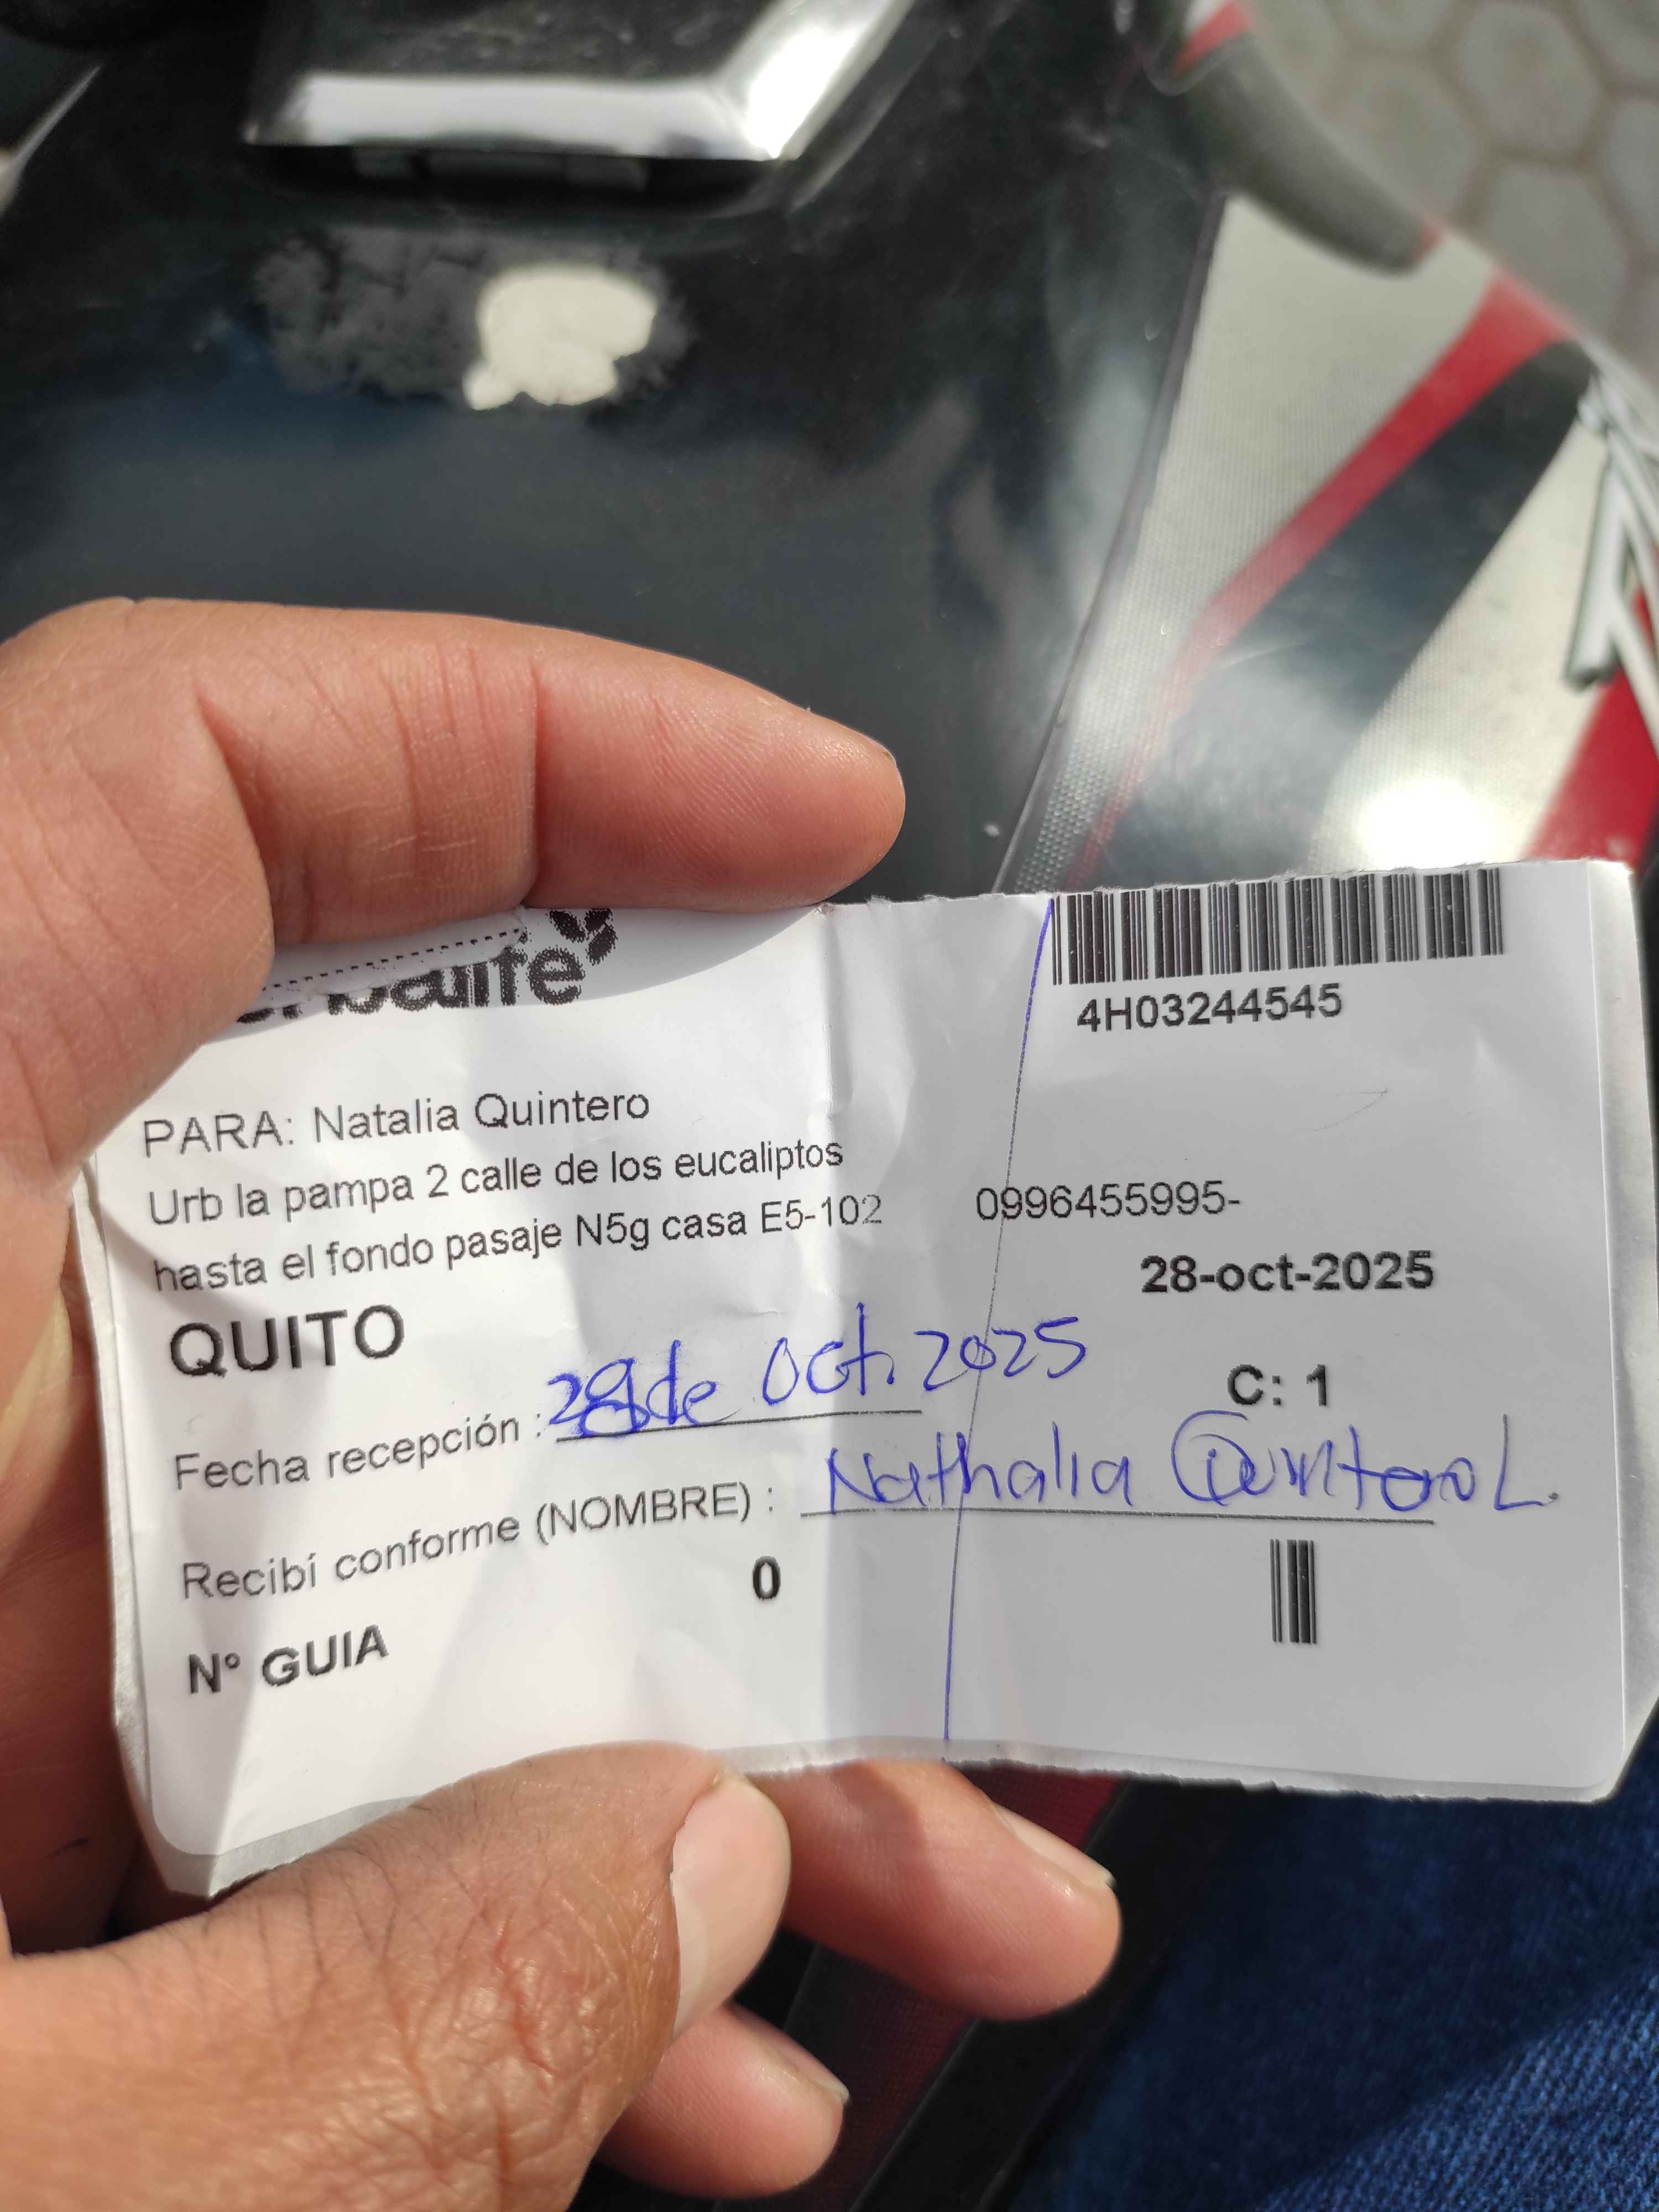 4H03244545
PARA: Natalia Quintero
Urb la pampa 2 calle de los eucaliptos
hasta el fondo pasaje N5g casa E5-102 0996455995-
28-oct-2025
QUITO
C: 1
Fecha recepción : 28 de Oct. 2025
Recibí conforme (NOMBRE) : Nathalia Quintero L.
0
N° GUIA